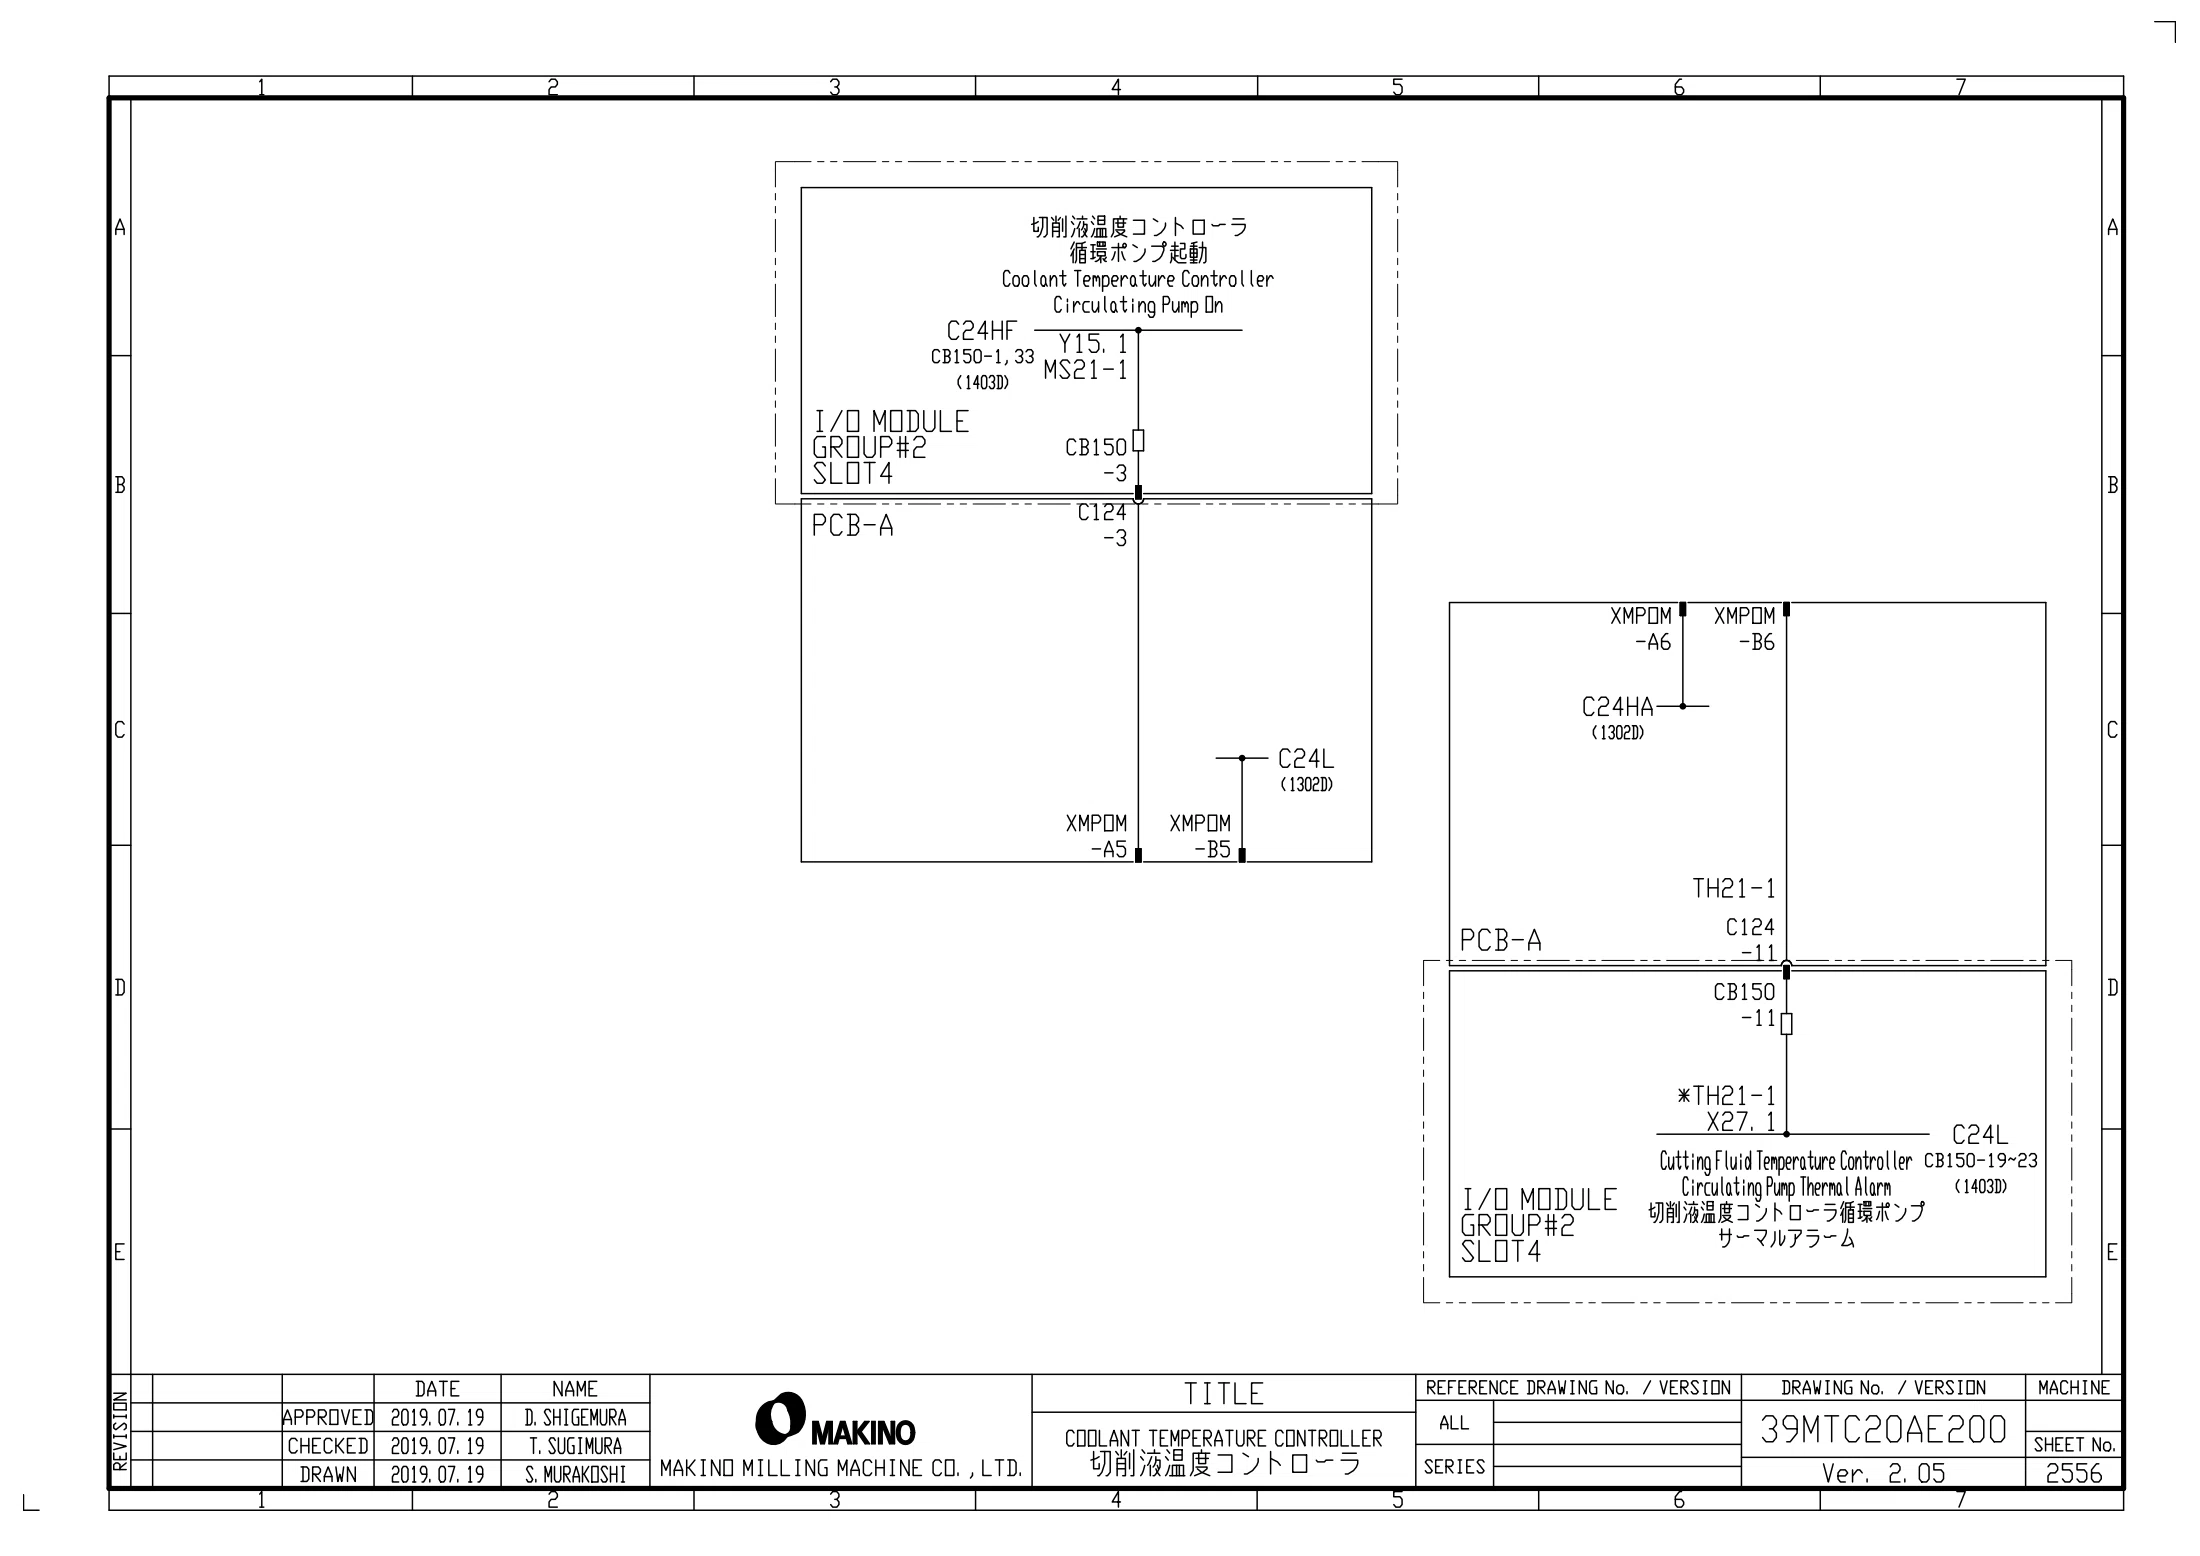 1 2 3 4 5 6 7
A A
切削液温度コントローラ
循環ポンプ起動
Coolant Temperature Controller
Circulating Pump On
C24HF
Y15.1
CB150-1,33
MS21-1
(1403D)
I/O MODULE
GROUP#2
SLOT4
CB150
-3
B B
PCB-A
C124
-3
XMPOM
-A6
XMPOM
-B6
C24HA
(1302D)
C C
C24L
(1302D)
XMPOM
-A5
XMPOM
-B5
TH21-1
C124
-11
PCB-A
D D
CB150
-11
*TH21-1
X27.1
C24L
CB150-19~23
(1403D)
Cutting Fluid Temperature Controller
Circulating Pump Thermal Alarm
切削液温度コントローラ循環ポンプ
サーマルアラーム
I/O MODULE
GROUP#2
SLOT4
E E
REVISION
DATE NAME
APPROVED 2019.07.19 D. SHIGEMURA
CHECKED 2019.07.19 T. SUGIMURA
DRAWN 2019.07.19 S. MURAKOSHI
MAKINO
MAKINO MILLING MACHINE CO.,LTD.
TITLE
COOLANT TEMPERATURE CONTROLLER
切削液温度コントローラ
REFERENCE DRAWING No. / VERSION
ALL
SERIES
DRAWING No. / VERSION
39MTC20AE200
Ver. 2.05
MACHINE
SHEET No.
2556
1 2 3 4 5 6 7